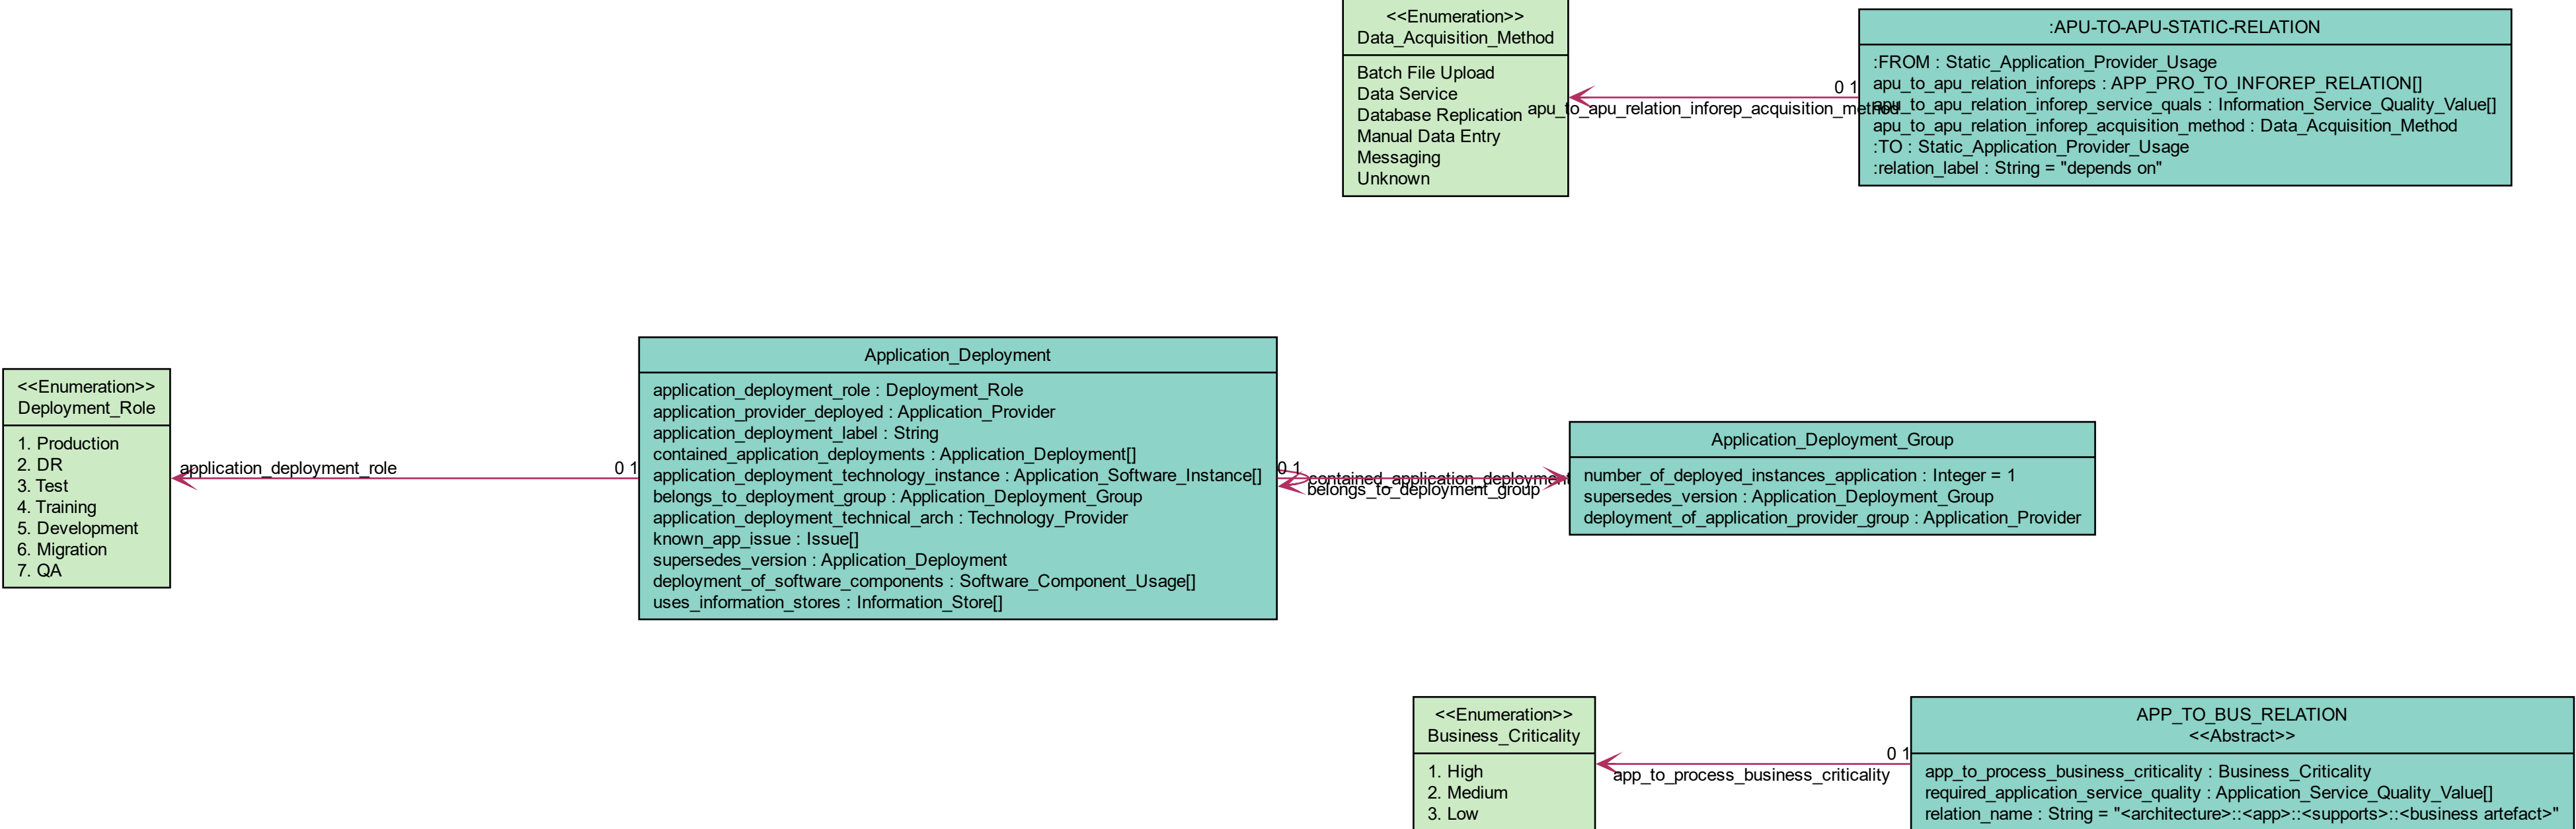 <<Enumeration>>
Data_Acquisition_Method
Batch File Upload
Data Service
Database Replication
Manual Data Entry
Messaging
Unknown
0 1
apu_to_apu_relation_inforep_acquisition_method
:APU-TO-APU-STATIC-RELATION
:FROM : Static_Application_Provider_Usage
apu_to_apu_relation_inforeps : APP_PRO_TO_INFOREP_RELATION[]
apu_to_apu_relation_inforep_service_quals : Information_Service_Quality_Value[]
apu_to_apu_relation_inforep_acquisition_method : Data_Acquisition_Method
:TO : Static_Application_Provider_Usage
:relation_label : String = "depends on"
<<Enumeration>>
Deployment_Role
1. Production
2. DR
3. Test
4. Training
5. Development
6. Migration
7. QA
application_deployment_role
0 1
Application_Deployment
application_deployment_role : Deployment_Role
application_provider_deployed : Application_Provider
application_deployment_label : String
contained_application_deployments : Application_Deployment[]
application_deployment_technology_instance : Application_Software_Instance[]
belongs_to_deployment_group : Application_Deployment_Group
application_deployment_technical_arch : Technology_Provider
known_app_issue : Issue[]
supersedes_version : Application_Deployment
deployment_of_software_components : Software_Component_Usage[]
uses_information_stores : Information_Store[]
0 1
contained_application_deployment
belongs_to_deployment_group
Application_Deployment_Group
number_of_deployed_instances_application : Integer = 1
supersedes_version : Application_Deployment_Group
deployment_of_application_provider_group : Application_Provider
<<Enumeration>>
Business_Criticality
1. High
2. Medium
3. Low
0 1
app_to_process_business_criticality
APP_TO_BUS_RELATION
<<Abstract>>
app_to_process_business_criticality : Business_Criticality
required_application_service_quality : Application_Service_Quality_Value[]
relation_name : String = "<architecture>::<app>::<supports>::<business artefact>"